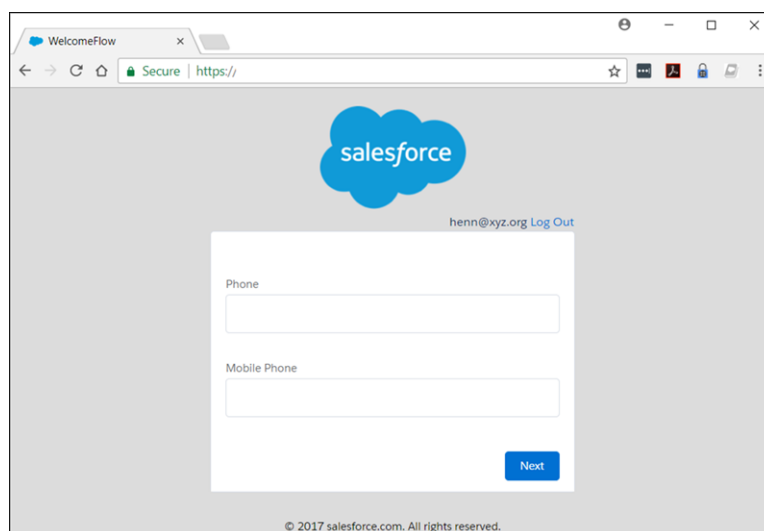 WelcomeFlow
Secure | https:/
salesforce
henn@xyz.org Log Out
Phone
Mobile Phone
Next
© 2017 salesforce.com. All rights reserved.